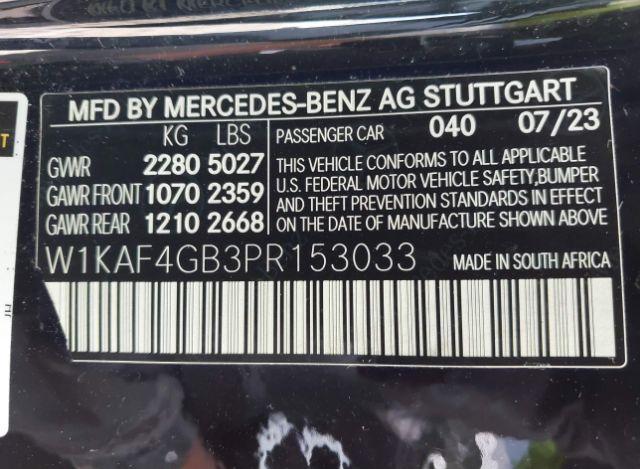 MFD BY MERCEDES-BENZ AG STUTTGART
KG LBS
GVWR 2280 5027
GAWR FRONT 1070 2359
GAWR REAR 1210 2668
PASSENGER CAR 040 07/23
THIS VEHICLE CONFORMS TO ALL APPLICABLE
U.S. FEDERAL MOTOR VEHICLE SAFETY,BUMPER
AND THEFT PREVENTION STANDARDS IN EFFECT
ON THE DATE OF MANUFACTURE SHOWN ABOVE
W1KAF4GB3PR153033
MADE IN SOUTH AFRICA